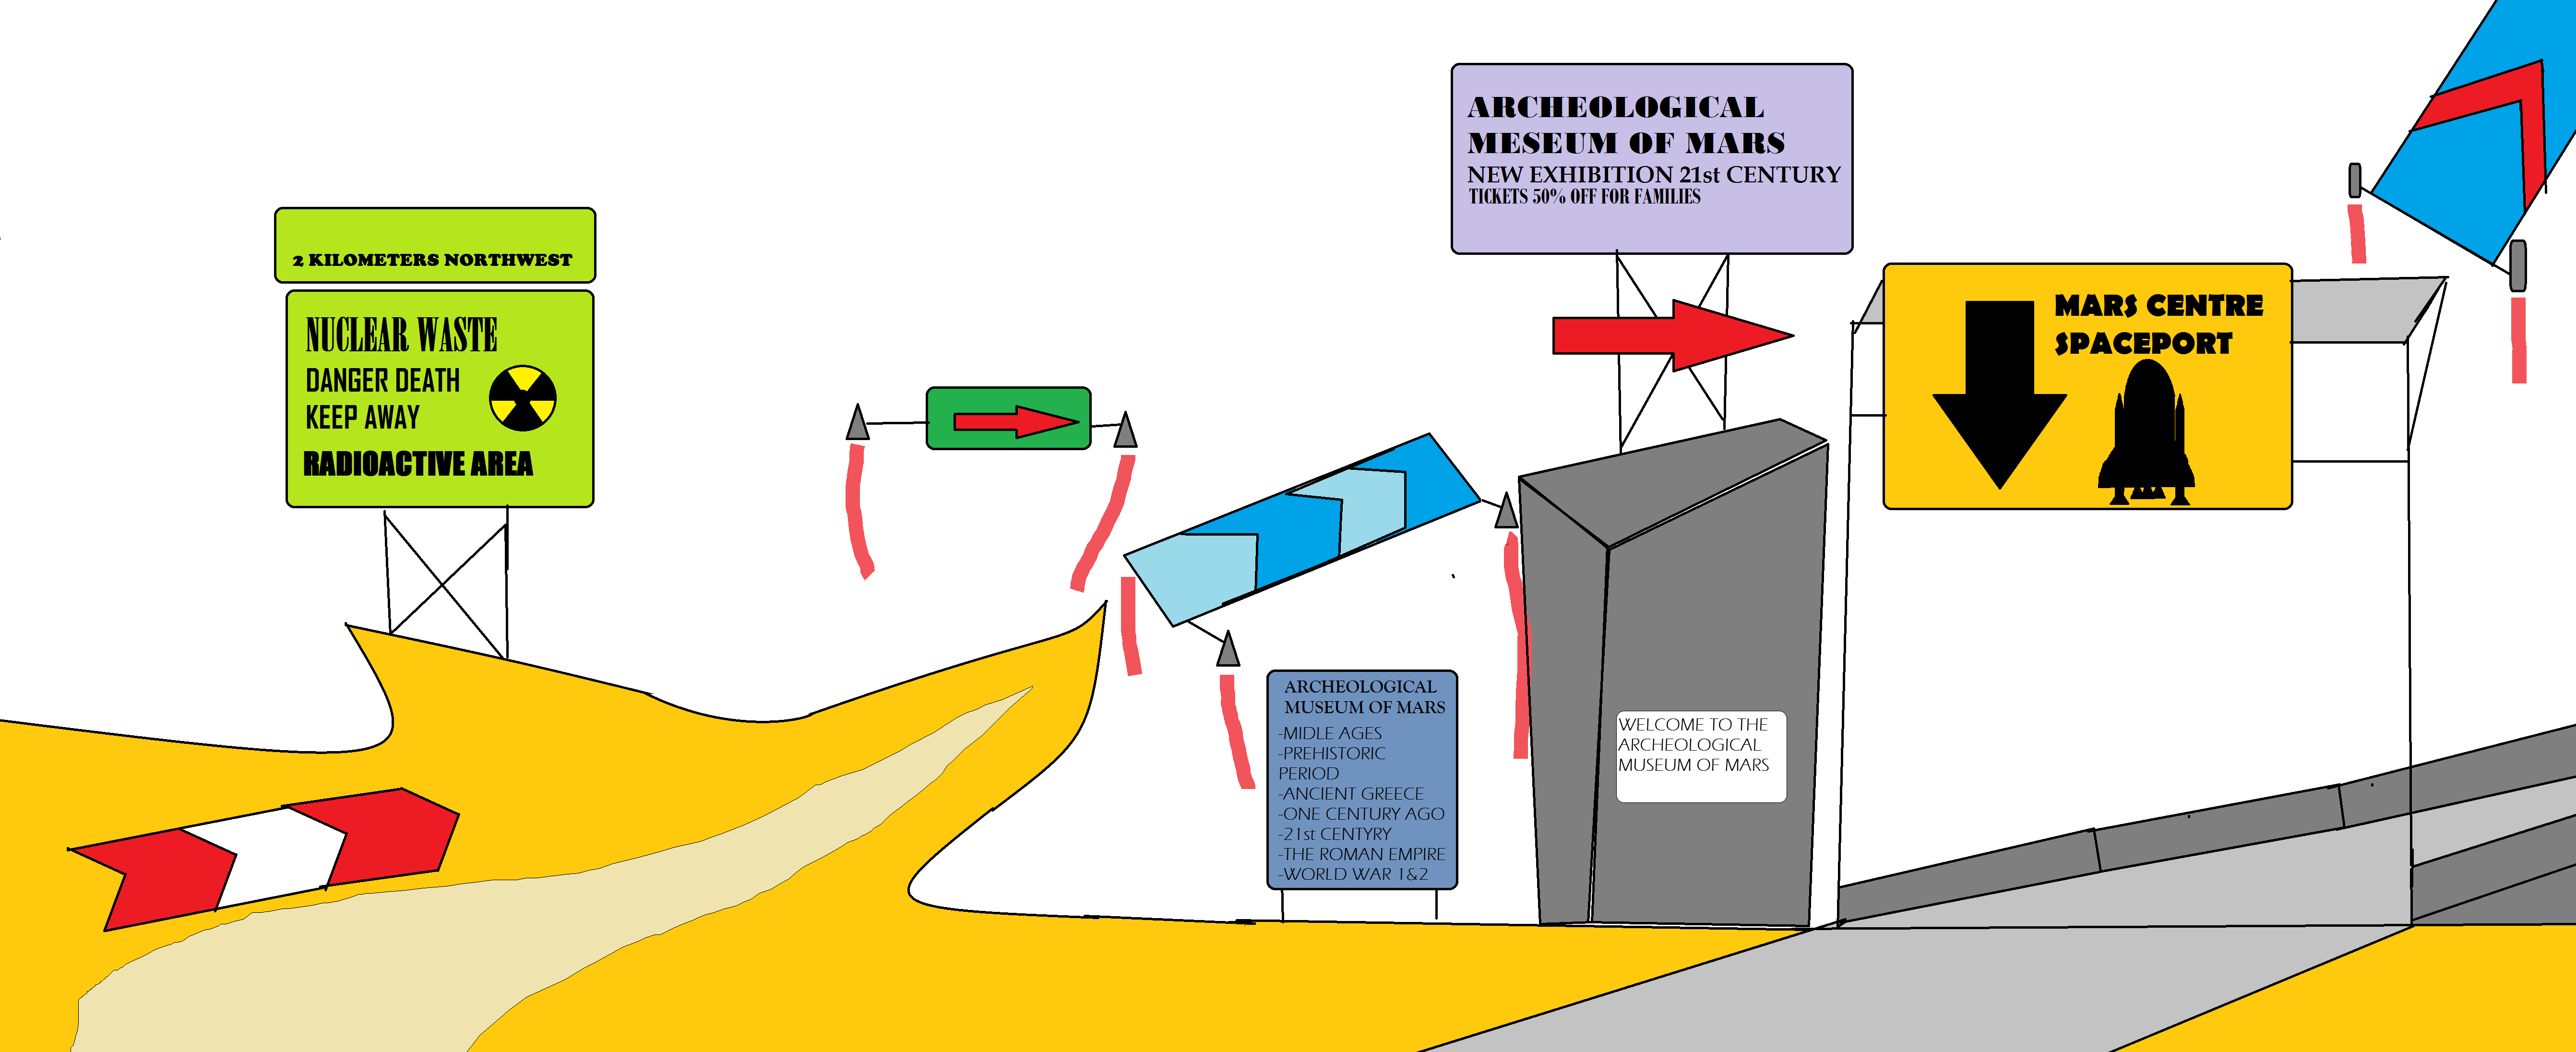 2 KILOMETERS NORTHWEST
NUCLEAR WASTE
DANGER DEATH
KEEP AWAY
RADIOACTIVE AREA
ARCHEOLOGICAL
MESEUM OF MARS
NEW EXHIBITION 21st CENTURY
TICKETS 50% OFF FOR FAMILIES
MARS CENTRE
SPACEPORT
ARCHEOLOGICAL
MUSEUM OF MARS
-MIDLE AGES
-PREHISTORIC
PERIOD
-ANCIENT GREECE
-ONE CENTURY AGO
-21st CENTYRY
-THE ROMAN EMPIRE
-WORLD WAR 1&2
WELCOME TO THE
ARCHEOLOGICAL
MUSEUM OF MARS